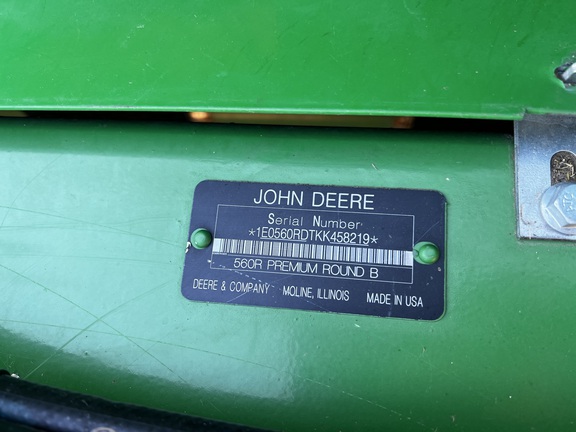 JOHN DEERE
Serial Number
*1E0560RDTKK458219*
560R PREMIUM ROUND B
DEERE & COMPANY MOLINE, ILLINOIS MADE IN USA